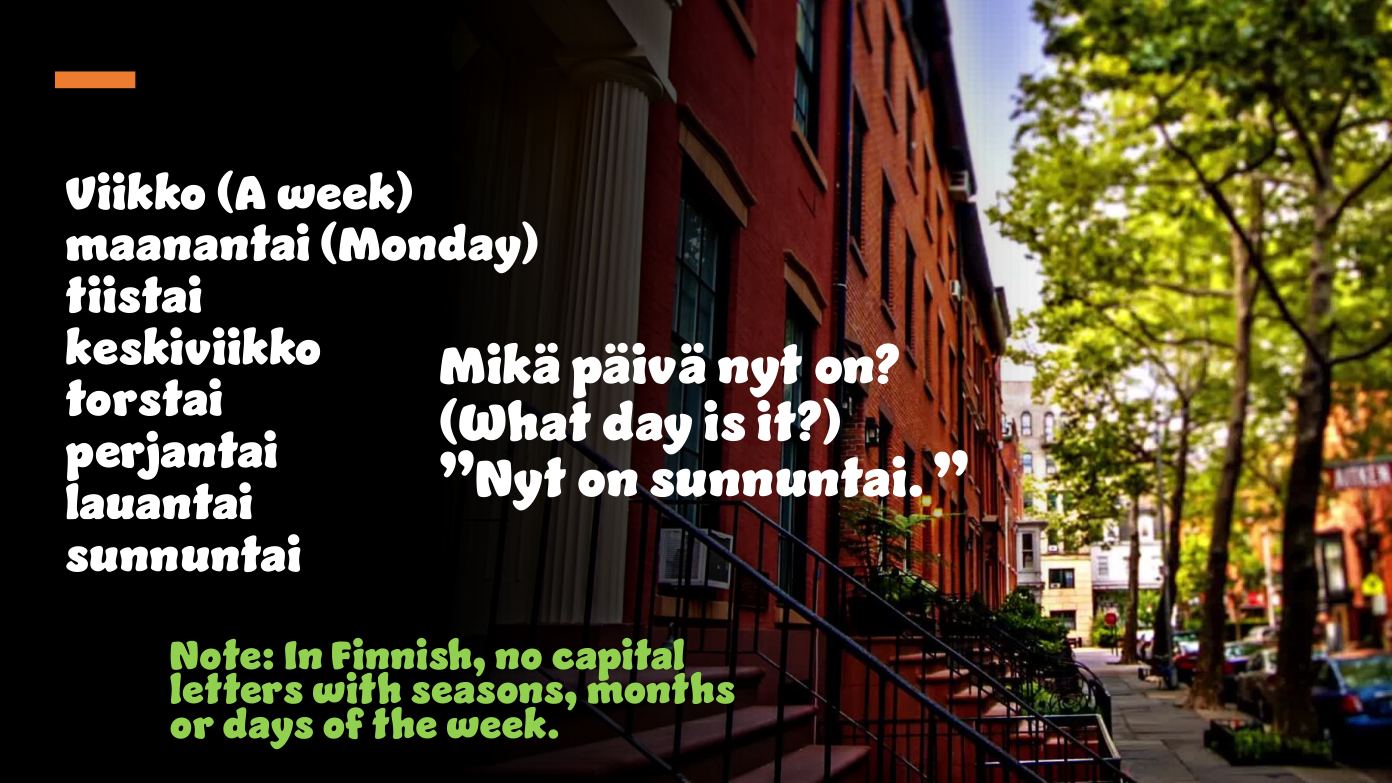 Viikko (A week)
maanantai (Monday)
tiistai
keskiviikko
torstai
perjantai
lauantai
sunnuntai
Mikä päivä nyt on?
(What day is it?)
”Nyt on sunnuntai. ”
Note: In Finnish, no capital
letters with seasons, months
or days of the week.